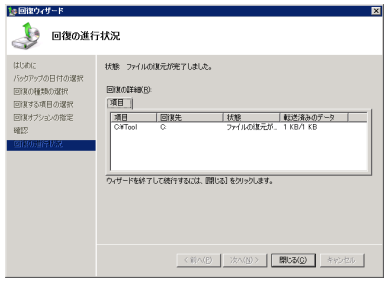 回復ウィザード
回復の進行状況
はじめに
バックアップの日付の選択
回復の種類の選択
回復する項目の選択
回復オプションの指定
確認
回復の進行状況
状態: ファイルの復元が完了しました。
回復の詳細(R):
項目
項目 回復先 状態 転送済みのデータ
C:¥Tool C: ファイルの復元が... 1 KB/1 KB
ウィザードを終了して続行するには、[閉じる] をクリックします。
< 前へ(P) 次へ(N) > 閉じる(C) キャンセル